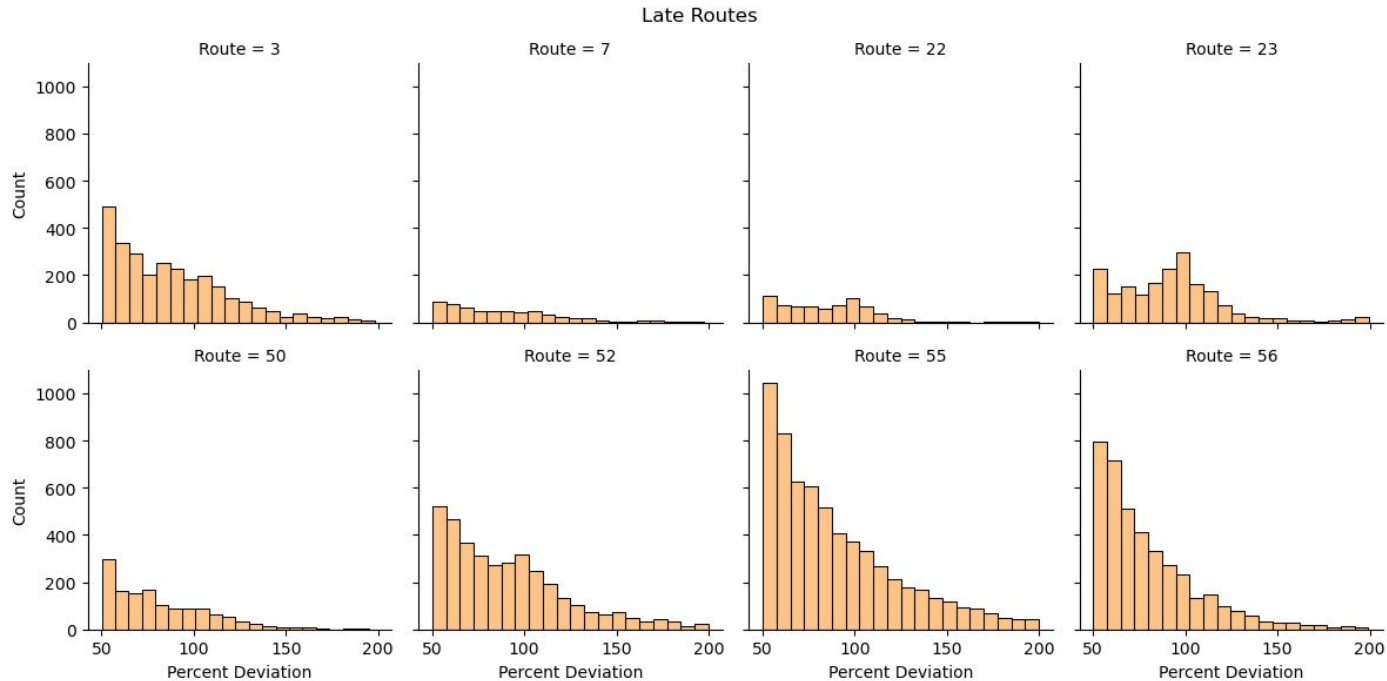 Late Routes
Route = 3
Route = 7
Route = 22
Route = 23
1000
800
600
400
200
0
Count
Route = 50
Route = 52
Route = 55
Route = 56
1000
800
600
400
200
0
Count
50 100 150 200
50 100 150 200
50 100 150 200
50 100 150 200
Percent Deviation
Percent Deviation
Percent Deviation
Percent Deviation